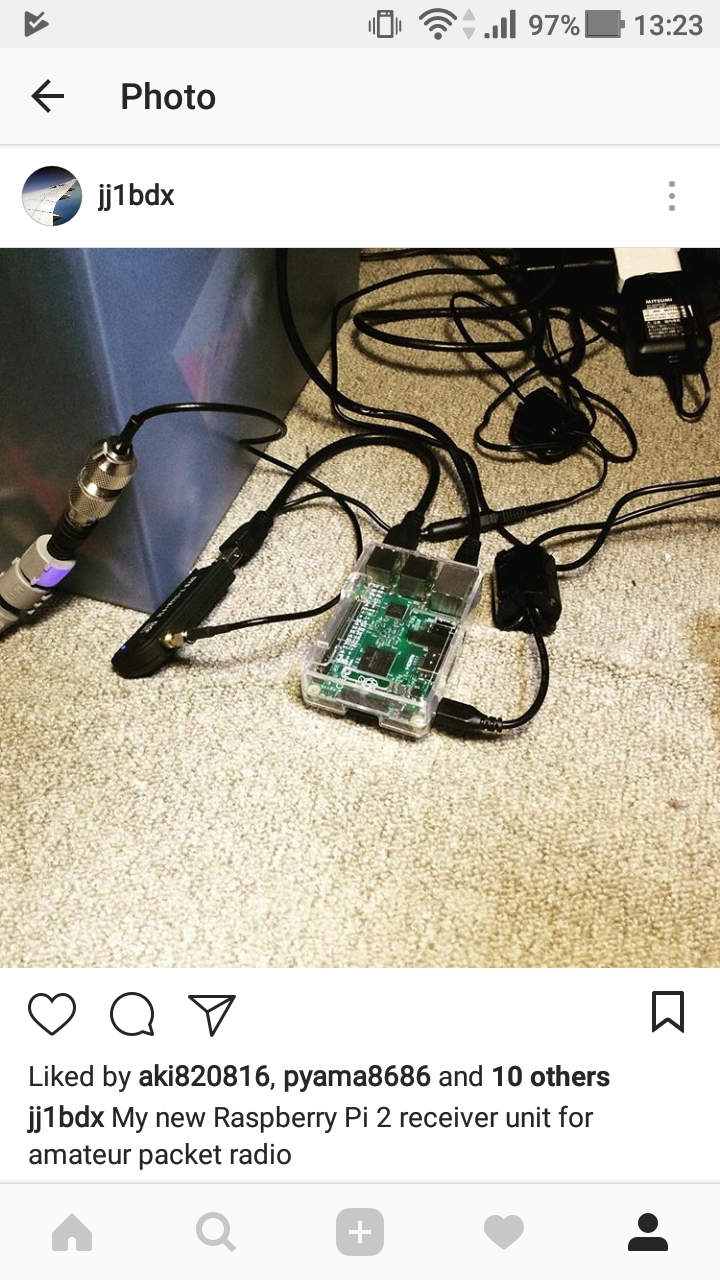 97% 13:23
Photo
jj1bdx
MITSUMI
Liked by aki820816, pyama8686 and 10 others
jj1bdx My new Raspberry Pi 2 receiver unit for
amateur packet radio